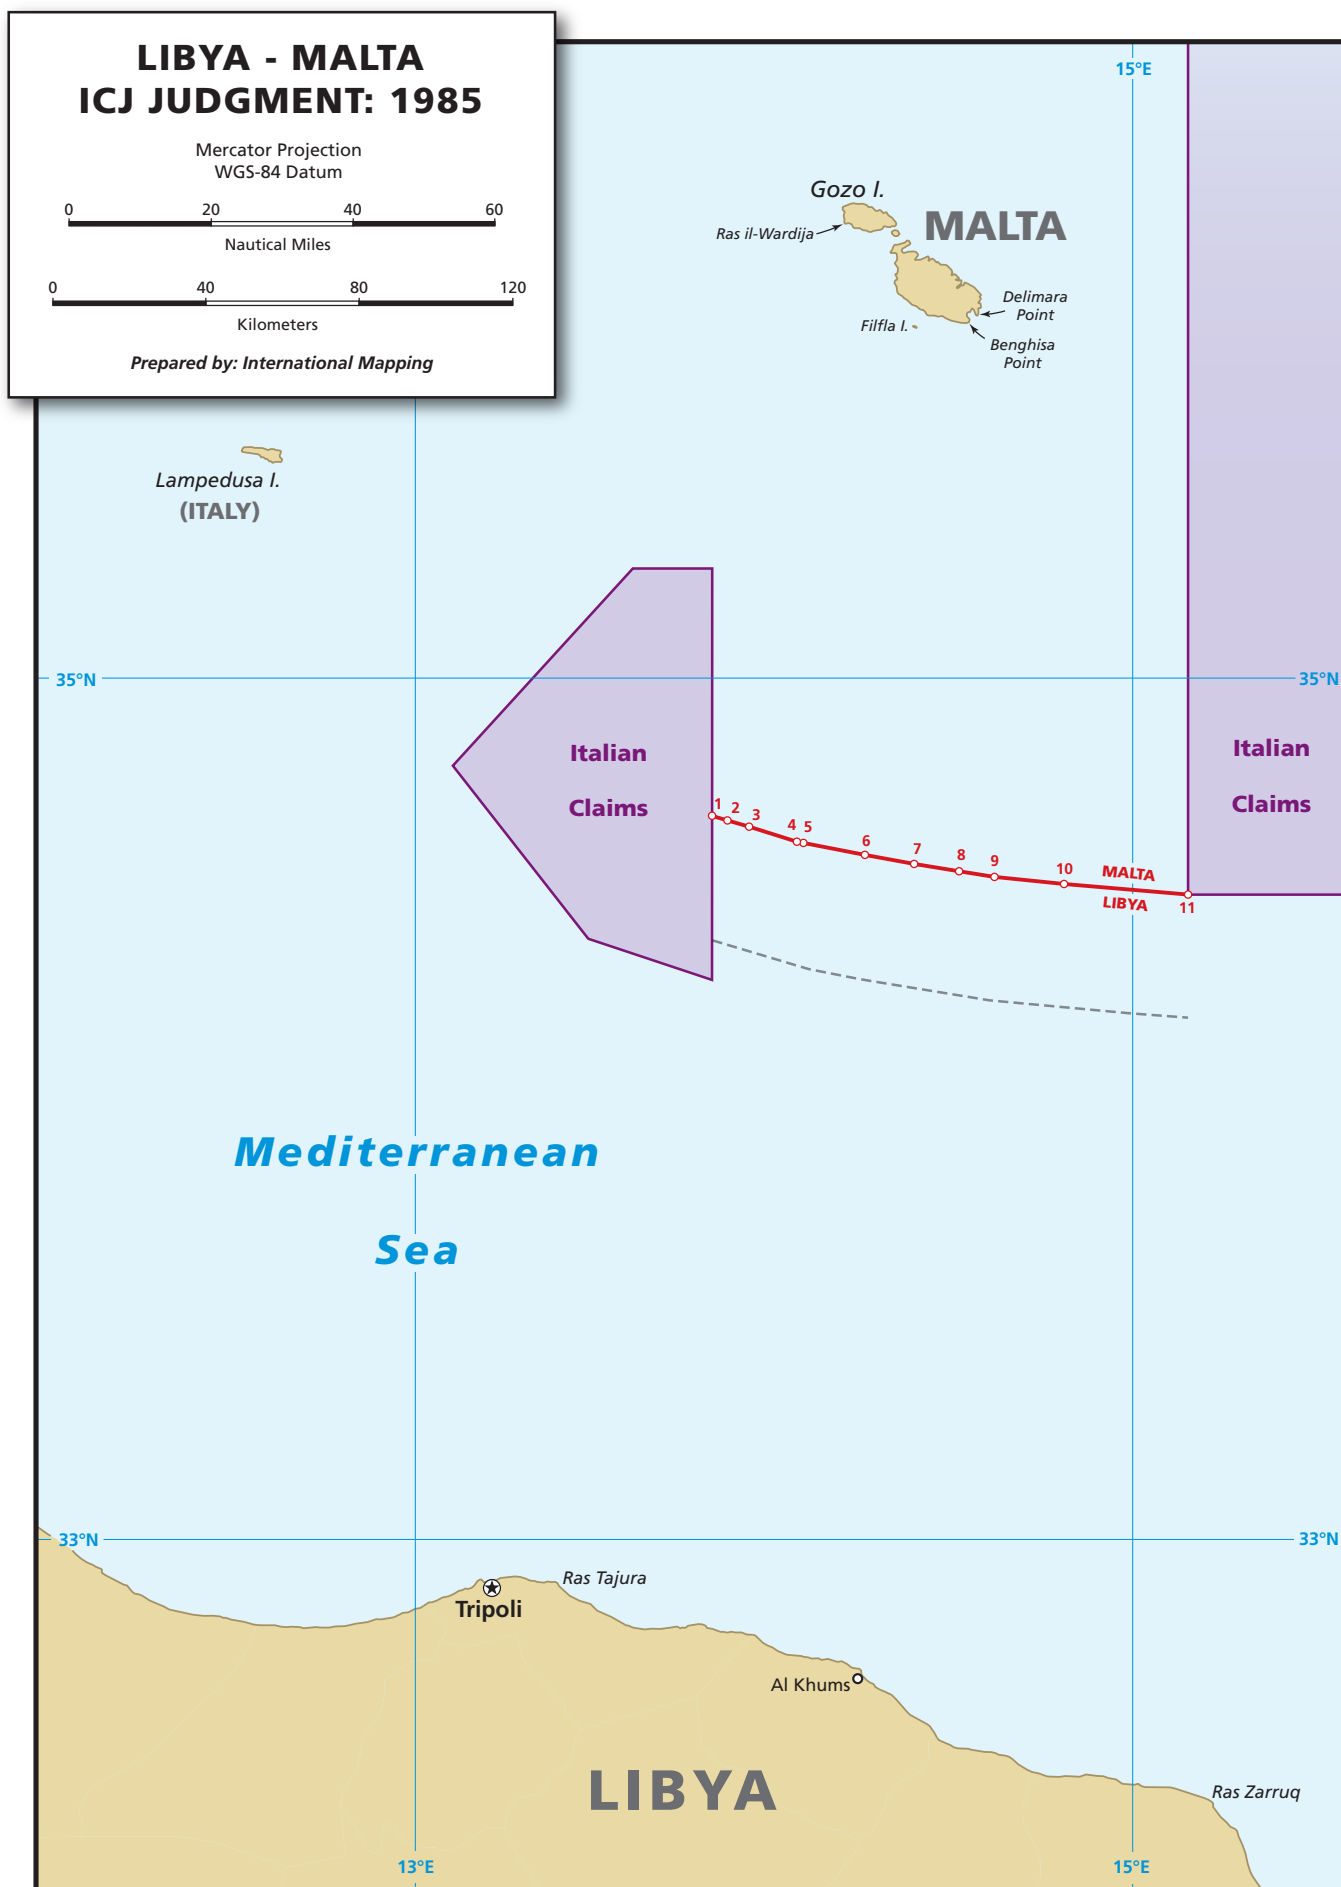 LIBYA - MALTA
ICJ JUDGMENT: 1985
Mercator Projection
WGS-84 Datum
0 20 40 60
Nautical Miles
0 40 80 120
Kilometers
Prepared by: International Mapping
15°E
Gozo I.
Ras il-Wardija
MALTA
Delimara
Point
Filfla I.
Benghisa
Point
Lampedusa I.
(ITALY)
35°N
35°N
Italian
Claims
Italian
Claims
1 2 3 4 5 6 7 8 9 10 11
MALTA
LIBYA
Mediterranean
Sea
33°N
33°N
Ras Tajura
Tripoli
Al Khums
LIBYA
Ras Zarruq
13°E
15°E